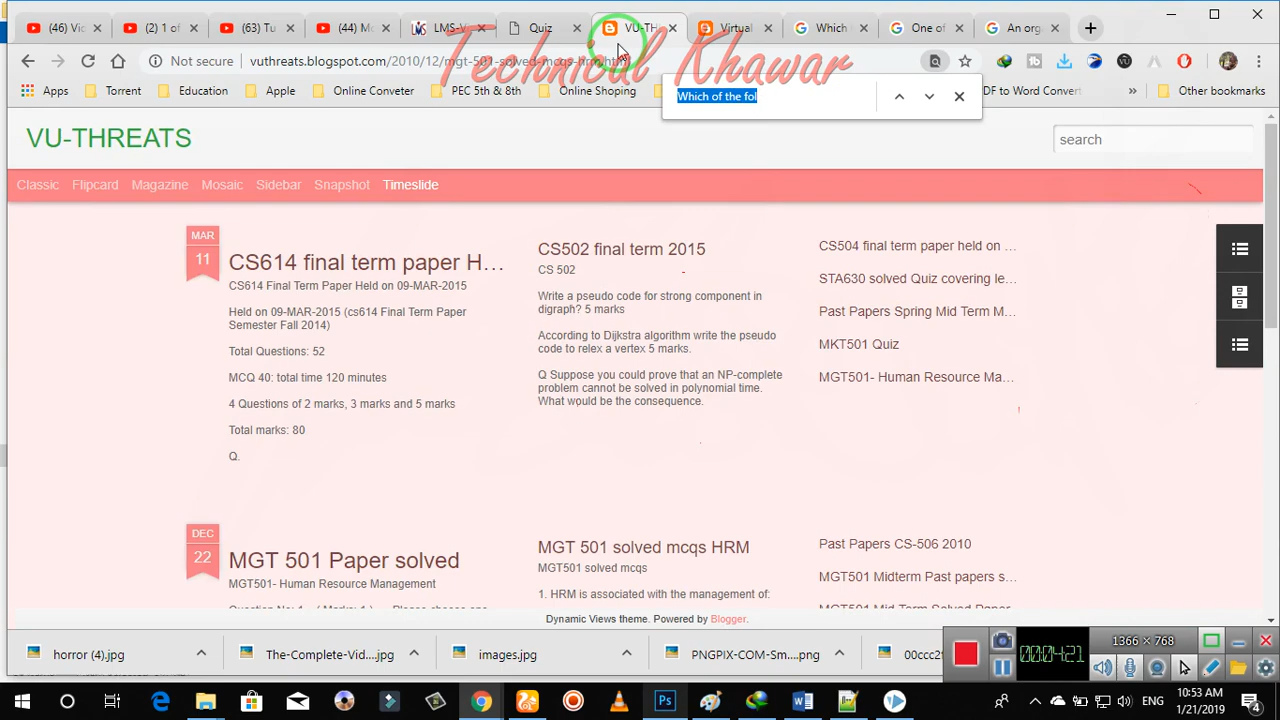 (46) Vi
(2) 1 of
(63) Tu
(44) M
LMS-Vi
Quiz
VU-TH
Virtual
Which
One of
An org
Not secure
vuthreats.blogspot.com/2010/12/mgt-501-solved-mcqs-hrm.html
Technical Khawar
Apps
Torrent
Education
Any
Online Conveter
PEC 5th & 8th
Online Shoping
DF to Word Convert
»
Other bookmarks
Which of the fol
VU-THREATS
search
Classic
Flipcard
Magazine
Mosaic
Sidebar
Snapshot
Timeslide
MAR
11
CS614 final term paper H...
CS614 Final Term Paper Held on 09-MAR-2015
Held on 09-MAR-2015 (cs614 Final Term Paper
Semester Fall 2014)
Total Questions: 52
MCQ 40: total time 120 minutes
4 Questions of 2 marks, 3 marks and 5 marks
Total marks: 80
Q.
CS502 final term 2015
CS 502
Write a pseudo code for strong component in
digraph? 5 marks
According to Dijkstra algorithm write the pseudo
code to relex a vertex 5 marks.
Q Suppose you could prove that an NP-complete
problem cannot be solved in polynomial time.
What would be the consequence.
CS504 final term paper held on ...
STA630 solved Quiz covering le...
Past Papers Spring Mid Term M...
MKT501 Quiz
MGT501- Human Resource Ma...
DEC
22
MGT 501 Paper solved
MGT501- Human Resource Management
MGT 501 solved mcqs HRM
MGT501 solved mcqs
1. HRM is associated with the management of:
Past Papers CS-506 2010
MGT501 Midterm Past papers s...
MGT501 Mid Term Solved Paper
Dynamic Views theme. Powered by Blogger.
horror (4).jpg
The-Complete-Vid....jpg
images.jpg
PNGPIX-COM-Sm....png
00ccc2
00:04:21
1366 × 768
ENG
10:53 AM
1/21/2019
4